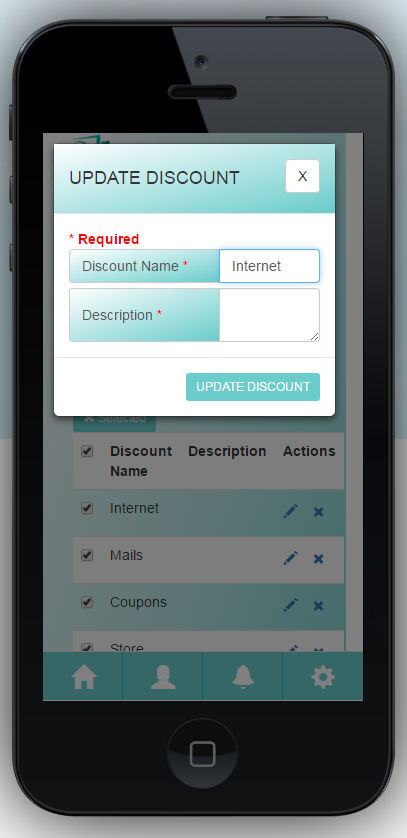 UPDATE DISCOUNT X
* Required
Discount Name * Internet
Description *
UPDATE DISCOUNT
Selected
Discount Name Description Actions
Internet
Mails
Coupons
Store